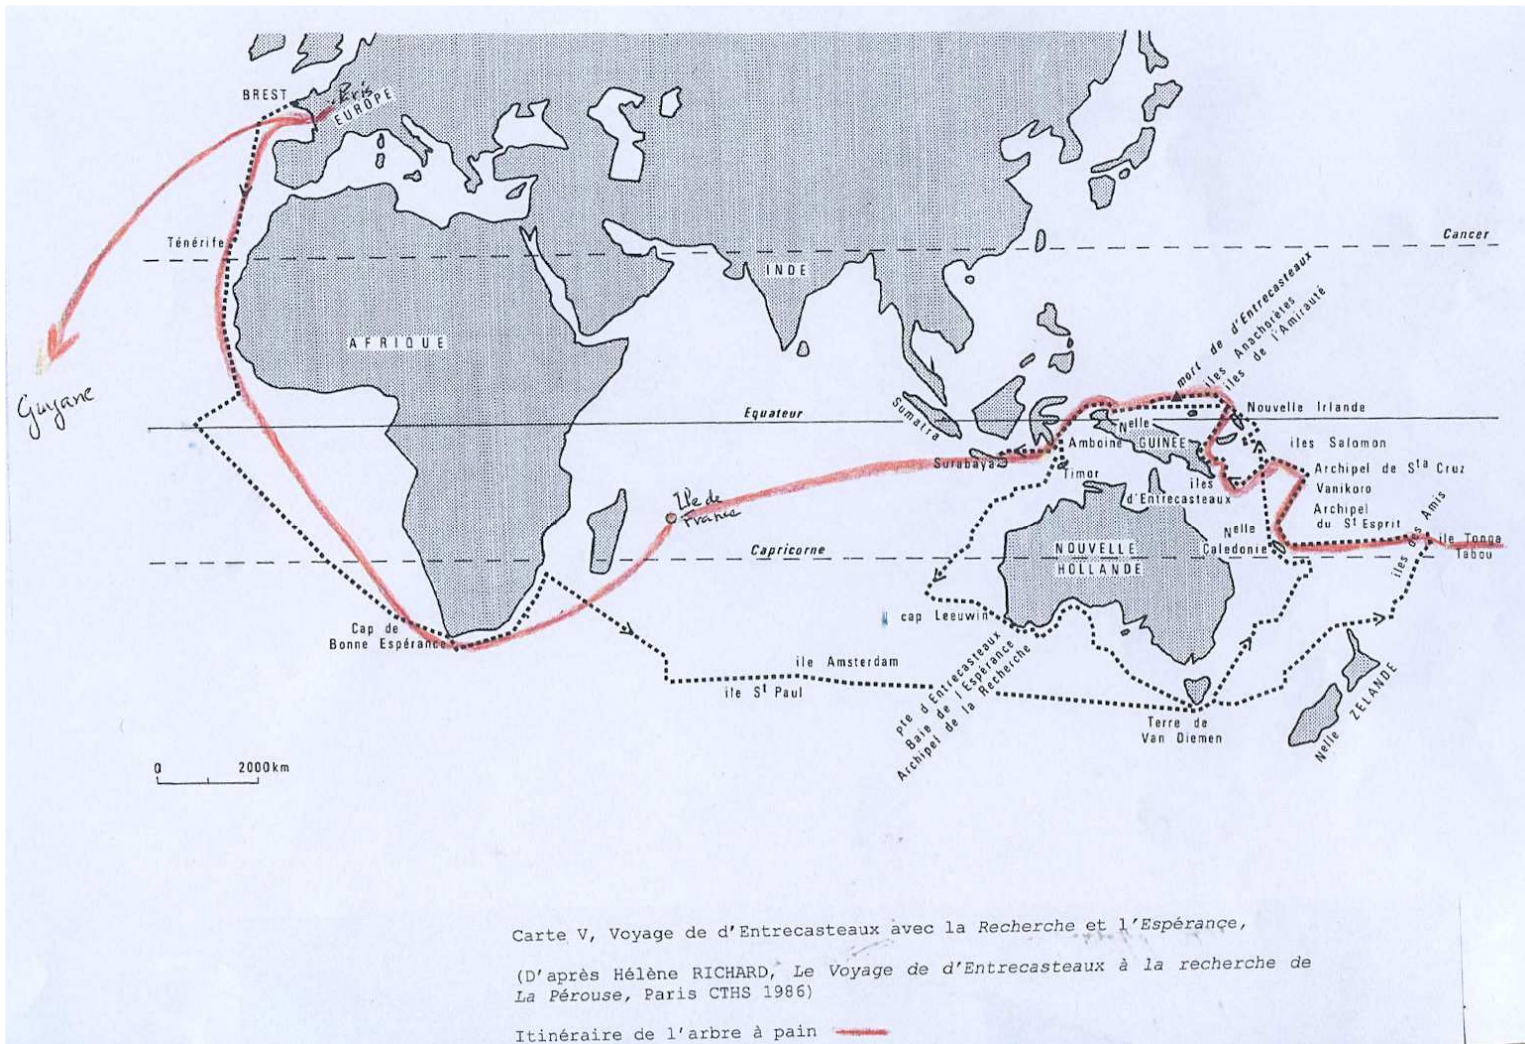 BREST
Paris
EUROPE
Ténérife
Cancer
INDE
AFRIQUE
Guyane
mort de d'Entrecasteaux
iles Anachorètes
iles de l'Amirauté
Sumatra
Equateur
Nouvelle Irlande
Nelle
GUINÉE
Amboine
iles Salomon
Surabaya
Timor
Archipel de Sta Cruz
Vanikoro
iles
d'Entrecasteaux
Archipel
du St Esprit
Ile de
France
Nelle
Caledonie
iles des Amis
ile Tonga
Tabou
Capricorne
NOUVELLE
HOLLANDE
cap Leeuwin
Cap de
Bonne Espérance
ile Amsterdam
ile St Paul
pte d'Entrecasteaux
Baie de l'Espérance
Archipel de la Recherche
Terre de
Van Diemen
Nelle ZELANDE
0 2000km
Carte V, Voyage de d'Entrecasteaux avec la Recherche et l'Espérance,
(D'après Hélène RICHARD, Le Voyage de d'Entrecasteaux à la recherche de
La Pérouse, Paris CTHS 1986)
Itinéraire de l'arbre à pain